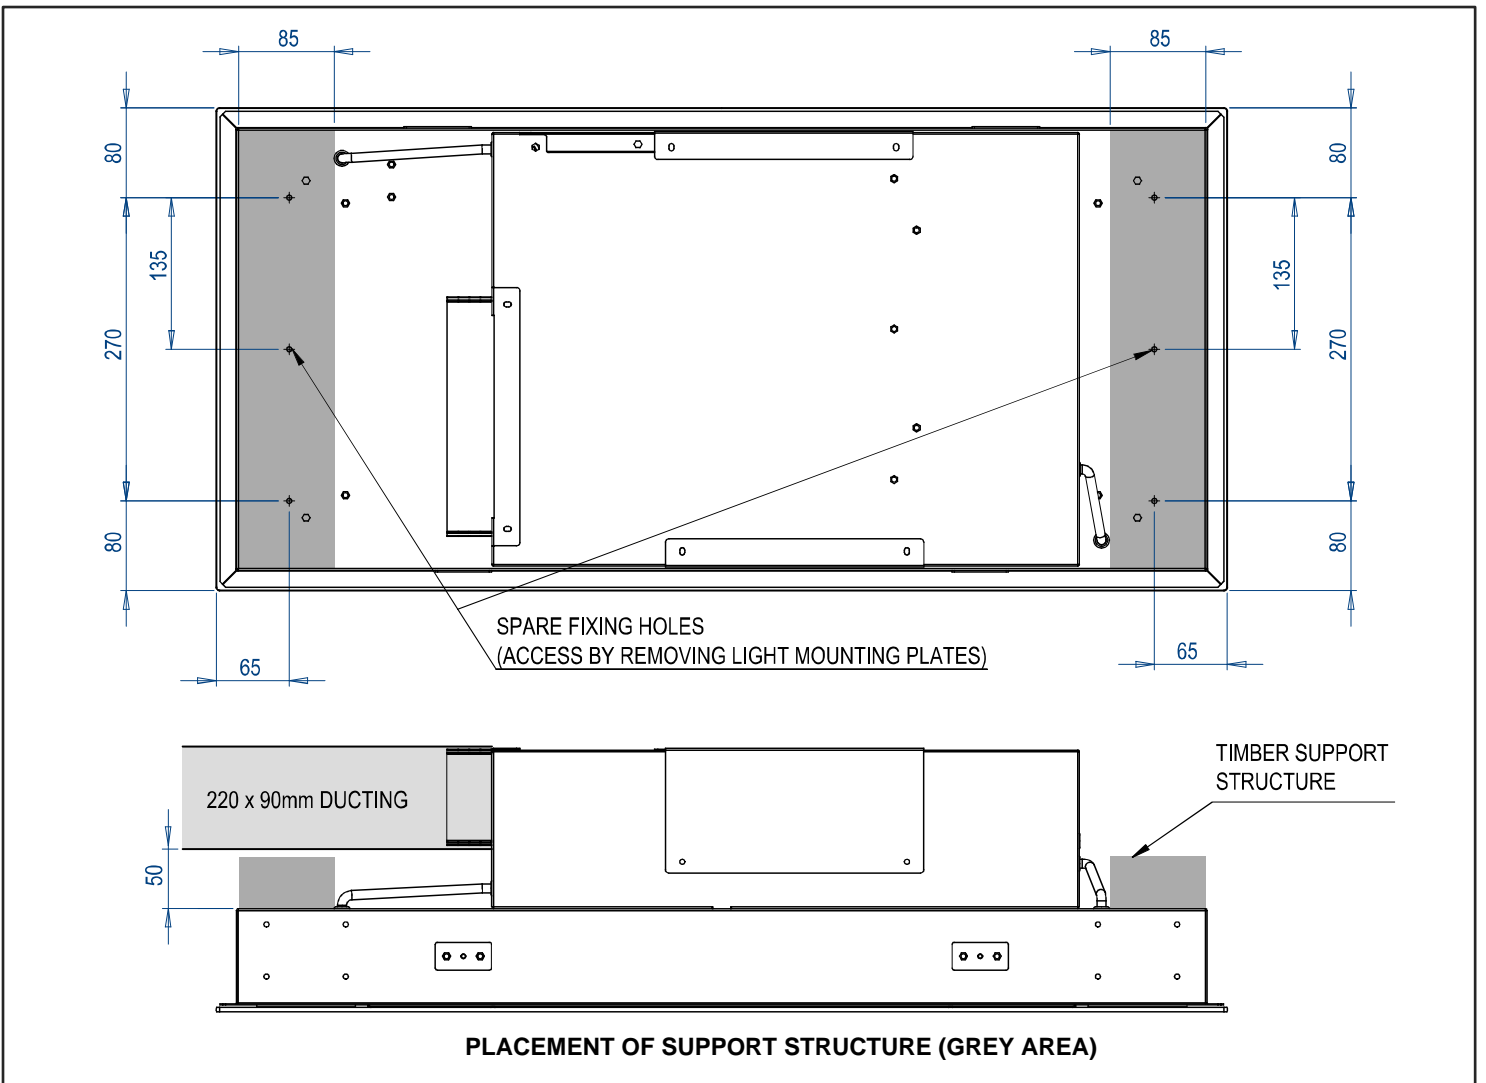 85
85
80
80
135
135
270
270
80
80
SPARE FIXING HOLES
(ACCESS BY REMOVING LIGHT MOUNTING PLATES)
65
65
TIMBER SUPPORT
STRUCTURE
220 x 90mm DUCTING
50
PLACEMENT OF SUPPORT STRUCTURE (GREY AREA)